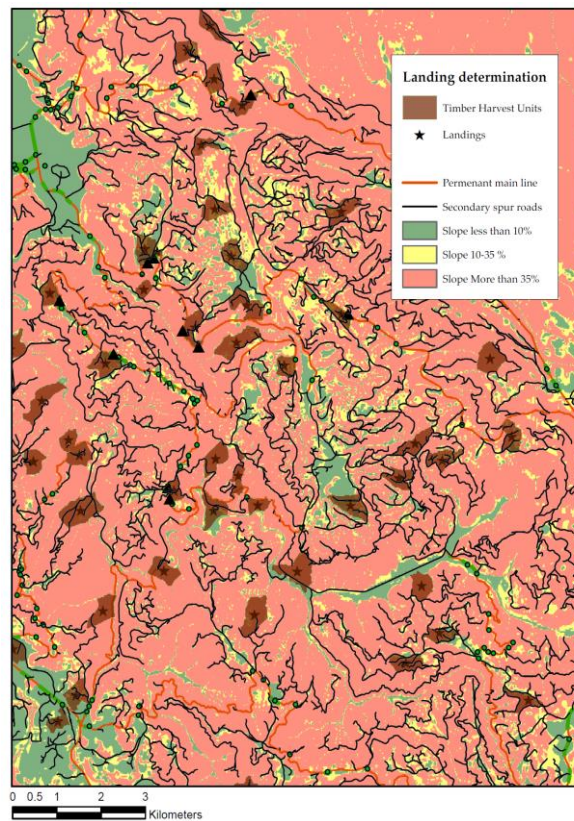 Landing determination
Timber Harvest Units
Landings
Permenant main line
Secondary spur roads
Slope less than 10%
Slope 10-35 %
Slope More than 35%
0 0.5 1 2 3
Kilometers